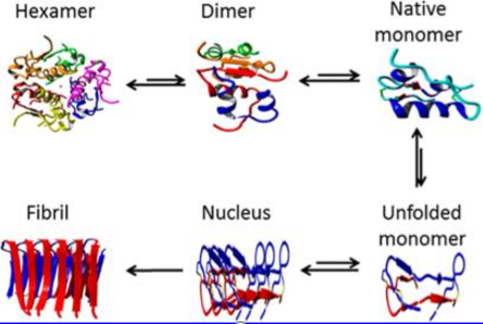 Hexamer
Dimer
Native
monomer
Fibril
Nucleus
Unfolded
monomer